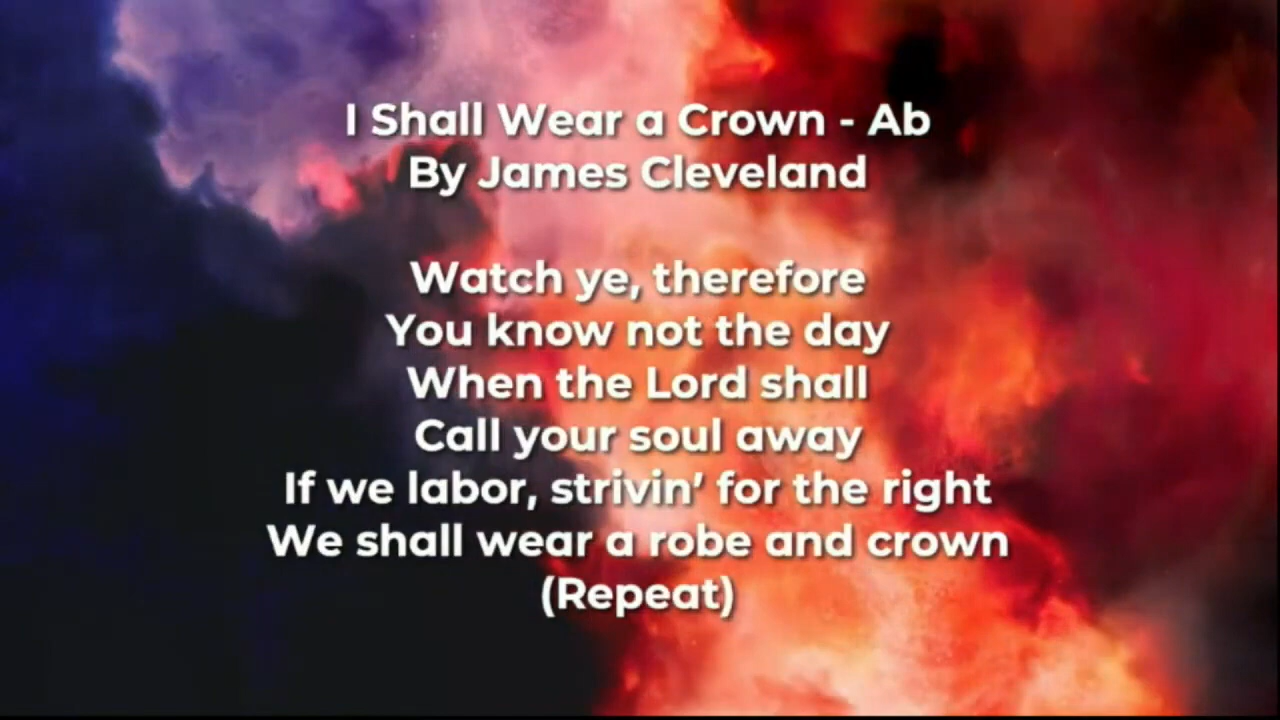 I Shall Wear a Crown - Ab
By James Cleveland
Watch ye, therefore
You know not the day
When the Lord shall
Call your soul away
If we labor, strivin’ for the right
We shall wear a robe and crown
(Repeat)